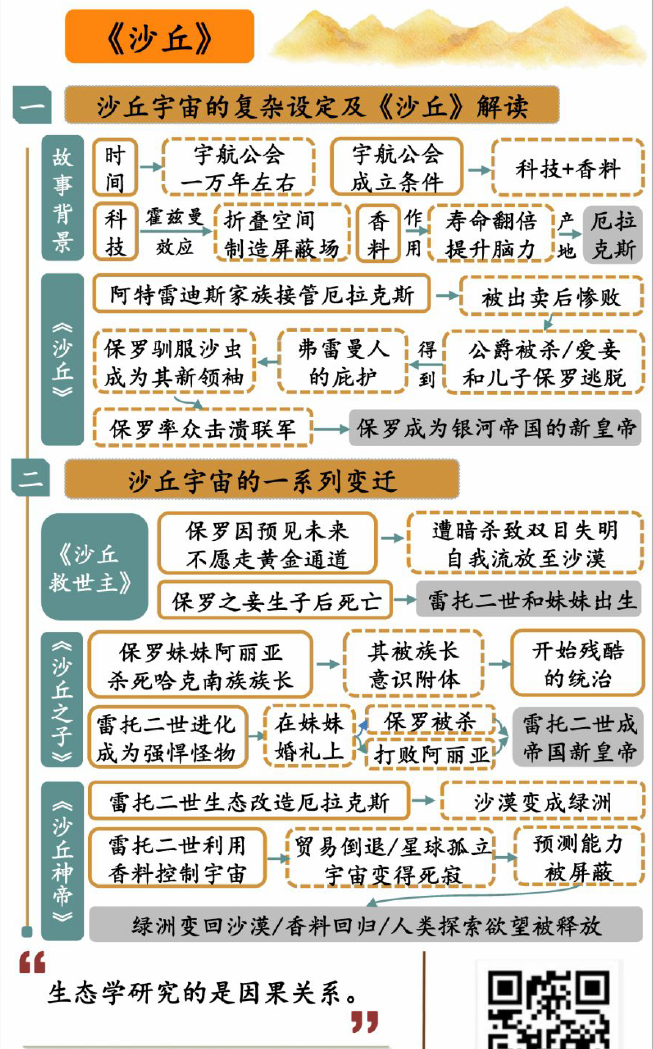 《沙丘》
一
沙丘宇宙的复杂设定及《沙丘》解读
故事背景
时间
宇航公会
一万年左右
宇航公会
成立条件
科技+香料
科技
霍兹曼
效应
折叠空间
制造屏蔽场
香料
作用
寿命翻倍
提升脑力
产地
厄拉
克斯
《沙丘》
阿特雷迪斯家族接管厄拉克斯
被出卖后惨败
公爵被杀/爱妾
和儿子保罗逃脱
得到
弗雷曼人
的庇护
保罗驯服沙虫
成为其新领袖
保罗率众击溃联军
保罗成为银河帝国的新皇帝
二
沙丘宇宙的一系列变迁
《沙丘
救世主》
保罗因预见未来
不愿走黄金通道
遭暗杀致双目失明
自我流放至沙漠
保罗之妾生子后死亡
雷托二世和妹妹出生
《沙丘之子》
保罗妹妹阿丽亚
杀死哈克南族族长
其被族长
意识附体
开始残酷
的统治
雷托二世进化
成为强悍怪物
在妹妹
婚礼上
保罗被杀
打败阿丽亚
雷托二世成
帝国新皇帝
《沙丘神帝》
雷托二世生态改造厄拉克斯
沙漠变成绿洲
雷托二世利用
香料控制宇宙
贸易倒退/星球孤立
宇宙变得死寂
预测能力
被屏蔽
绿洲变回沙漠/香料回归/人类探索欲望被释放
“
生态学研究的是因果关系。
”